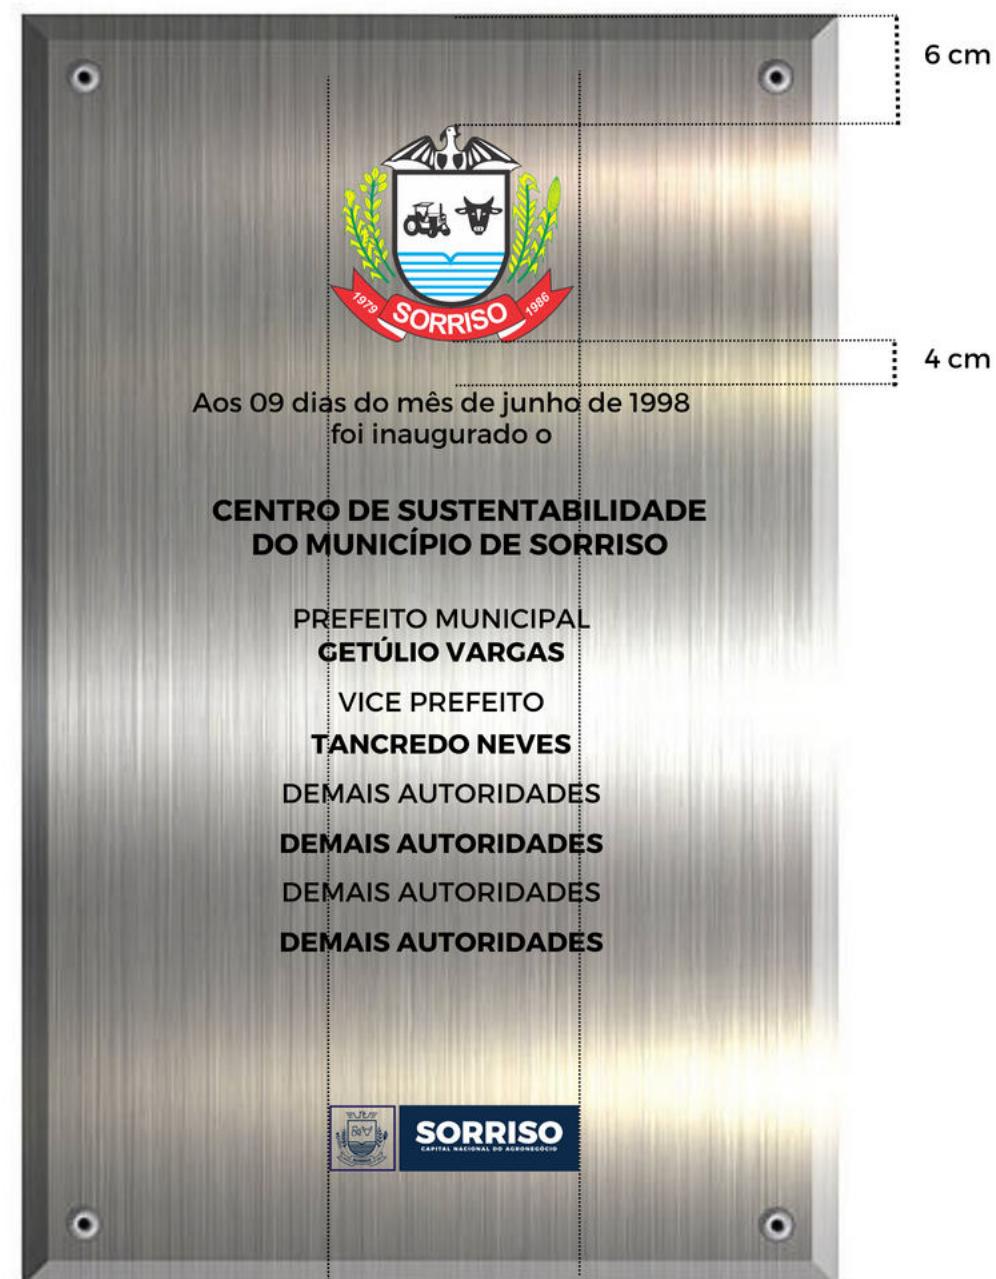 6 cm
1979 SORRISO 1986
4 cm
Aos 09 dias do mês de junho de 1998
foi inaugurado o
CENTRO DE SUSTENTABILIDADE
DO MUNICÍPIO DE SORRISO
PREFEITO MUNICIPAL
GETÚLIO VARGAS
VICE PREFEITO
TANCREDO NEVES
DEMAIS AUTORIDADES
DEMAIS AUTORIDADES
DEMAIS AUTORIDADES
DEMAIS AUTORIDADES
SORRISO
CAPITAL NACIONAL DO AGRONEGÓCIO